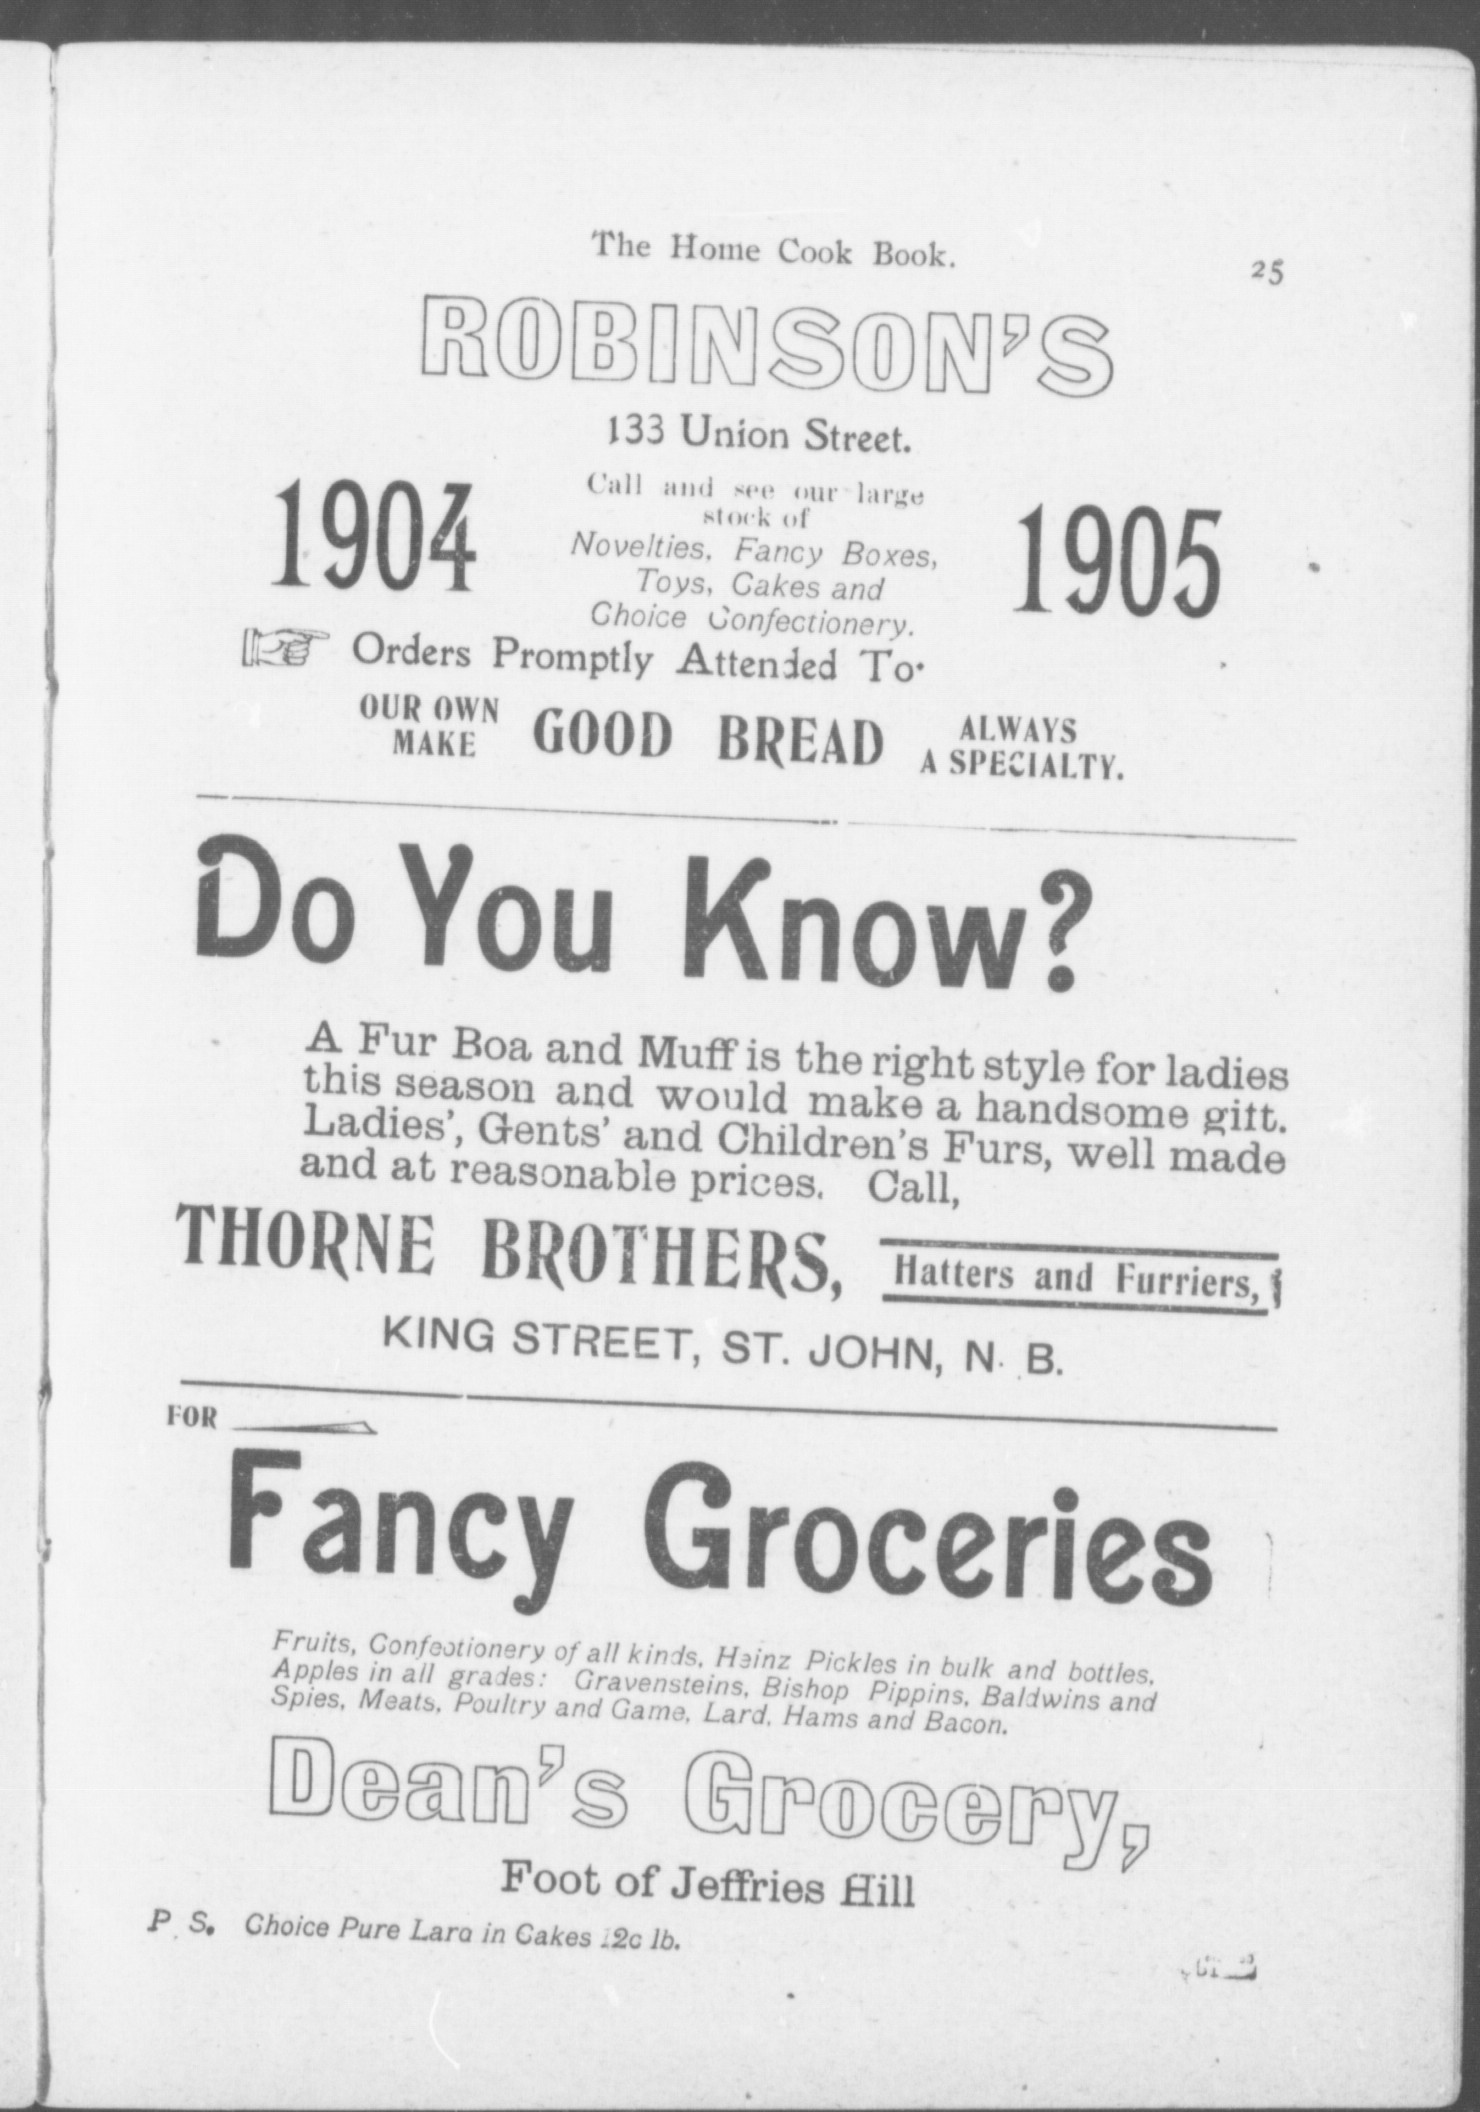 The Home Cook Book.
25
ROBINSON'S
133 Union Street.
1904
Call and see our large
stock of
Novelties, Fancy Boxes,
Toys, Cakes and
Choice Confectionery.
1905
Orders Promptly Attended To.
OUR OWN
MAKE
GOOD BREAD
ALWAYS
A SPECIALTY.
Do You Know?
A Fur Boa and Muff is the right style for ladies
this season and would make a handsome gift.
Ladies', Gents' and Children's Furs, well made
and at reasonable prices. Call,
THORNE BROTHERS,
Hatters and Furriers,
KING STREET, ST. JOHN, N. B.
FOR
Fancy Groceries
Fruits, Confectionery of all kinds, Heinz Pickles in bulk and bottles,
Apples in all grades: Gravensteins, Bishop Pippins, Baldwins and
Spies, Meats, Poultry and Game, Lard, Hams and Bacon.
Dean's Grocery,
Foot of Jeffries Hill
P. S. Choice Pure Lard in Cakes 12c lb.